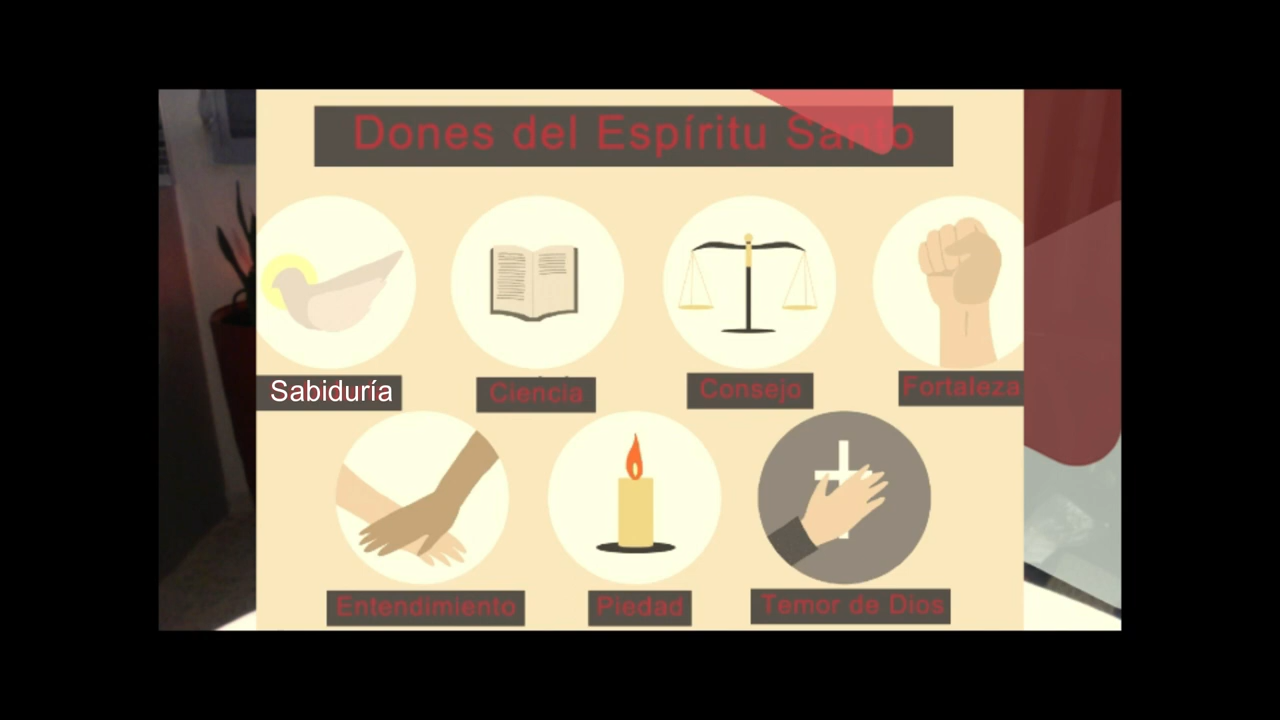 Dones del Espíritu Santo
Sabiduría
Ciencia
Consejo
Fortaleza
Entendimiento
Piedad
Temor de Dios